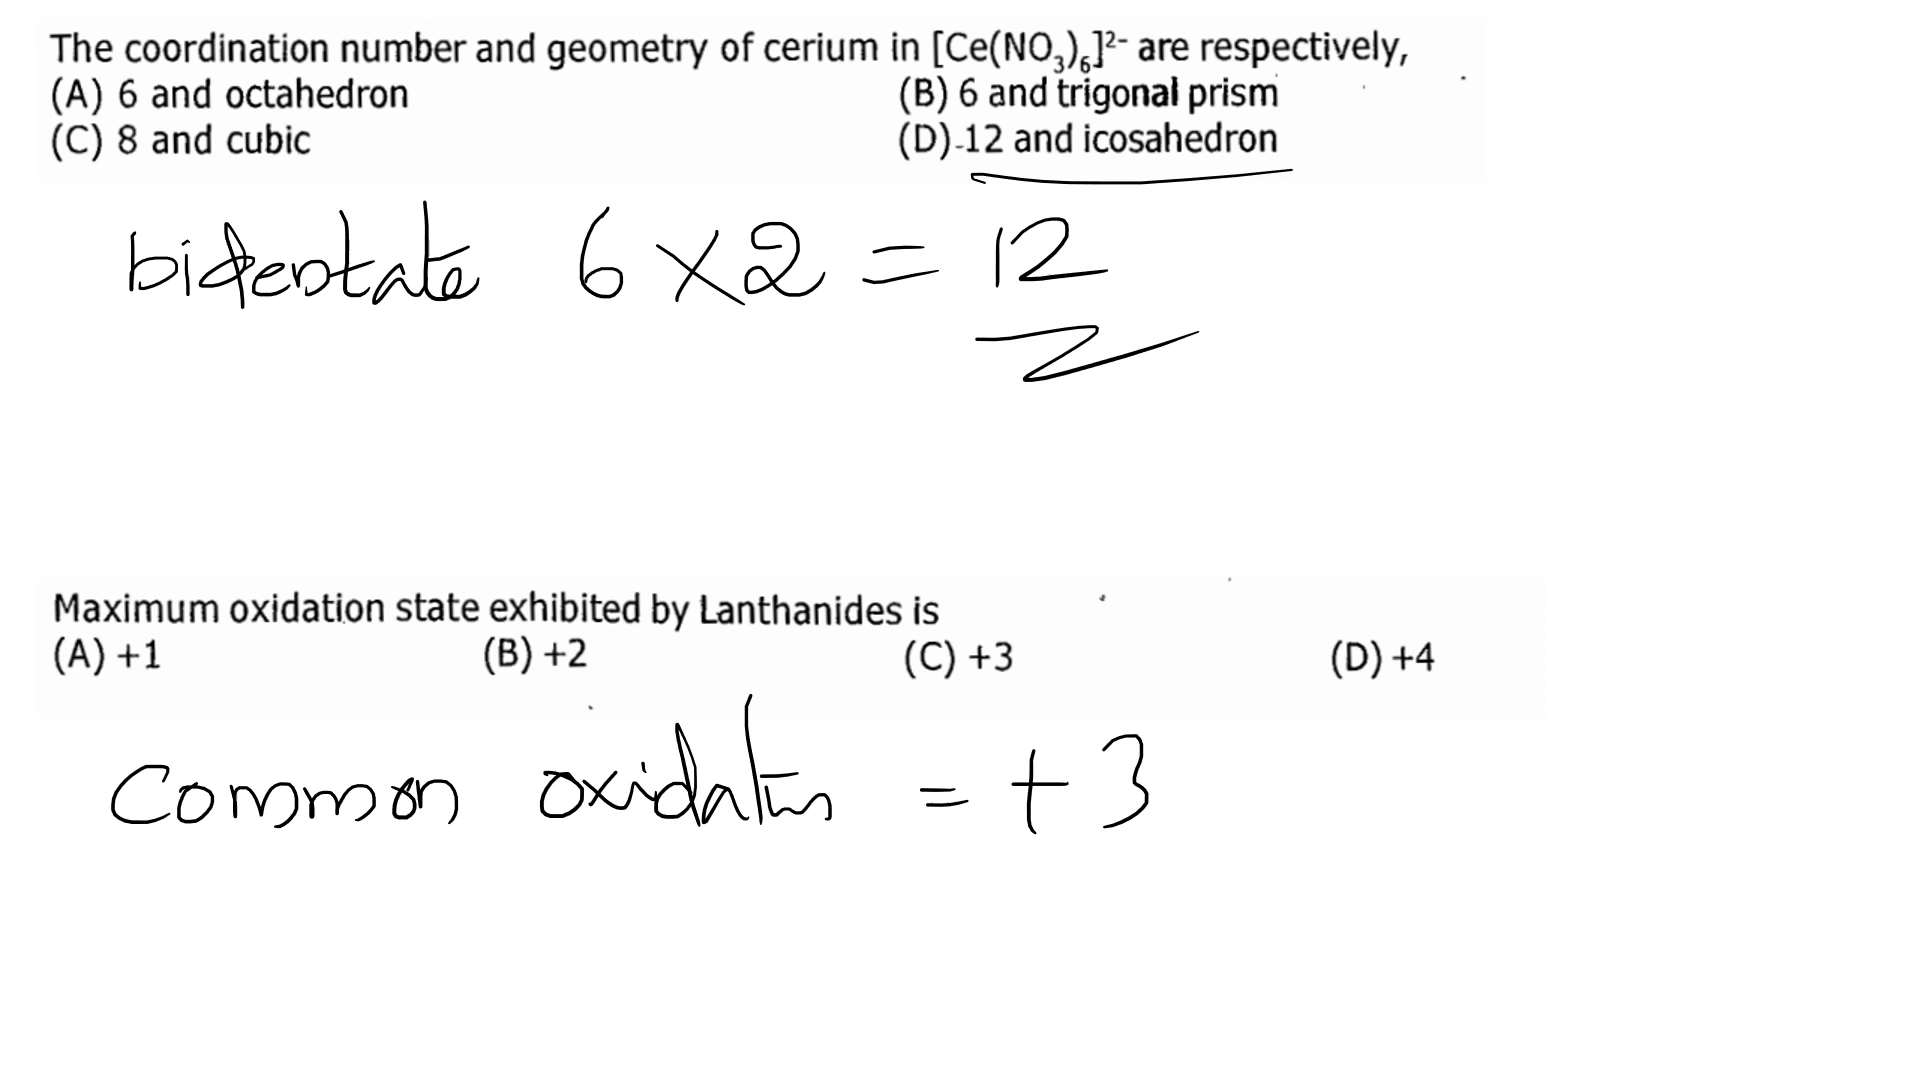 The coordination number and geometry of cerium in [Ce(NO₃)₆]²⁻ are respectively,
(A) 6 and octahedron (B) 6 and trigonal prism
(C) 8 and cubic (D) 12 and icosahedron
bidentate 6 × 2 = 12
Maximum oxidation state exhibited by Lanthanides is
(A) +1 (B) +2 (C) +3 (D) +4
Common oxidation = +3